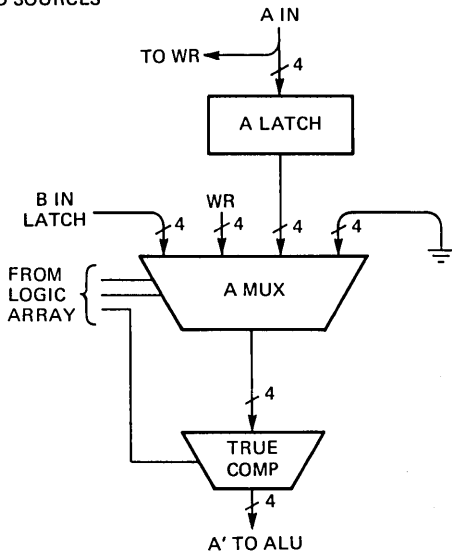 SOURCES
A IN
TO WR
4
A LATCH
B IN
LATCH
4
WR
4
4
4
FROM
LOGIC
ARRAY
A MUX
4
TRUE
COMP
4
A' TO ALU